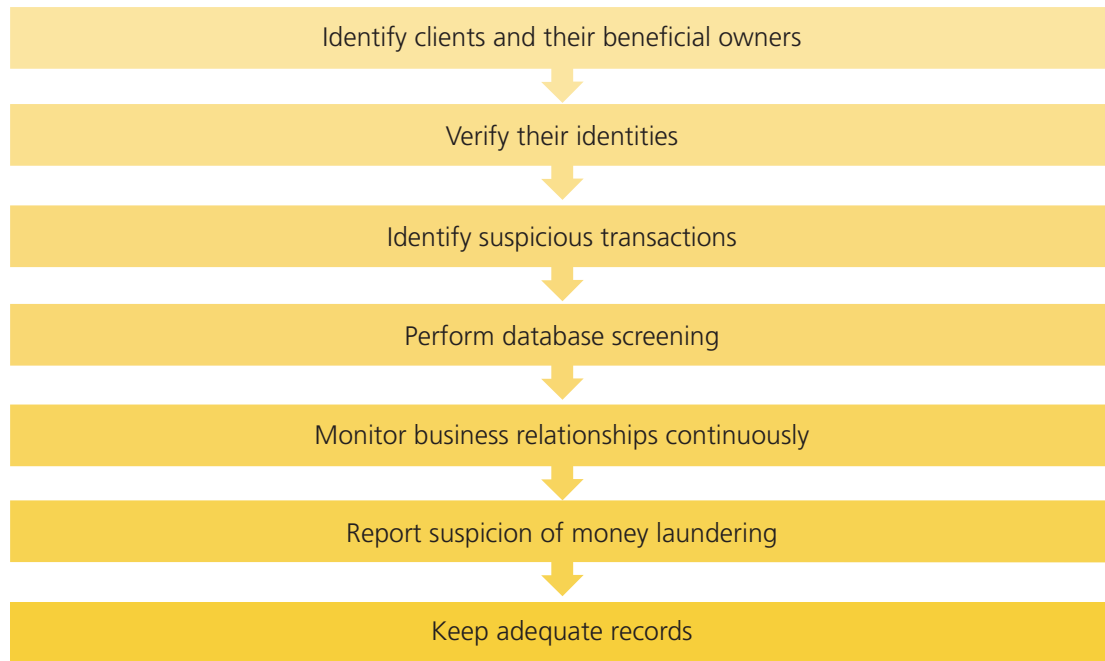 Identify clients and their beneficial owners
Verify their identities
Identify suspicious transactions
Perform database screening
Monitor business relationships continuously
Report suspicion of money laundering
Keep adequate records